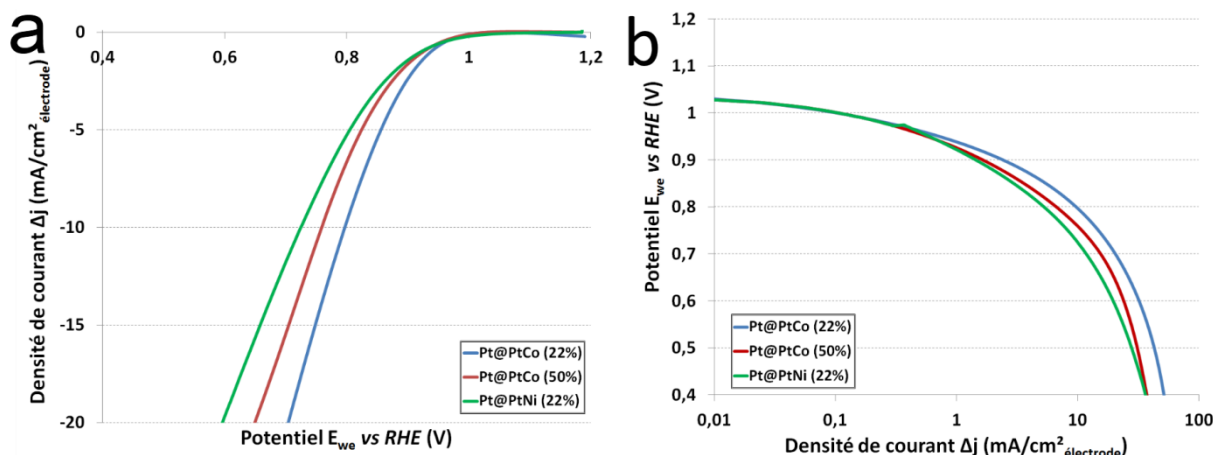 a
0
0,4
0,6
0,8
1
1,2
-5
-10
-15
-20
Densité de courant Δj (mA/cm²électrode)
Pt@PtCo (22%)
Pt@PtCo (50%)
Pt@PtNi (22%)
Potentiel Ewe vs RHE (V)
b
1,2
1,1
1
0,9
0,8
0,7
0,6
0,5
0,4
Potentiel Ewe vs RHE (V)
Pt@PtCo (22%)
Pt@PtCo (50%)
Pt@PtNi (22%)
0,01
0,1
1
10
100
Densité de courant Δj (mA/cm²électrode)